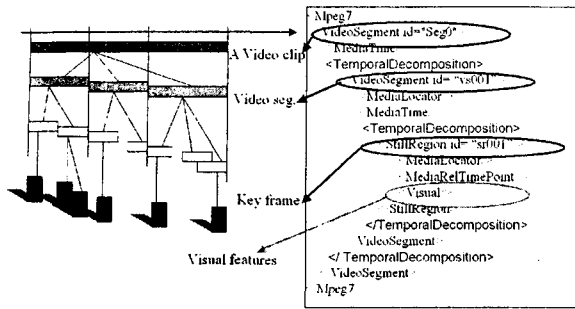 A Video clip
Video seg.
Key frame
Visual features
Mpeg7
VideoSegment id="Seg0"
MediaTime
<TemporalDecomposition>
VideoSegment id= "vs001"
MediaLocator
MediaTime
<TemporalDecomposition>
StillRegion id= "sr001"
MediaLocator
MediaRelTimePoint
Visual
StillRegion
</TemporalDecomposition>
VideoSegment
</ TemporalDecomposition>
VideoSegment
Mpeg7